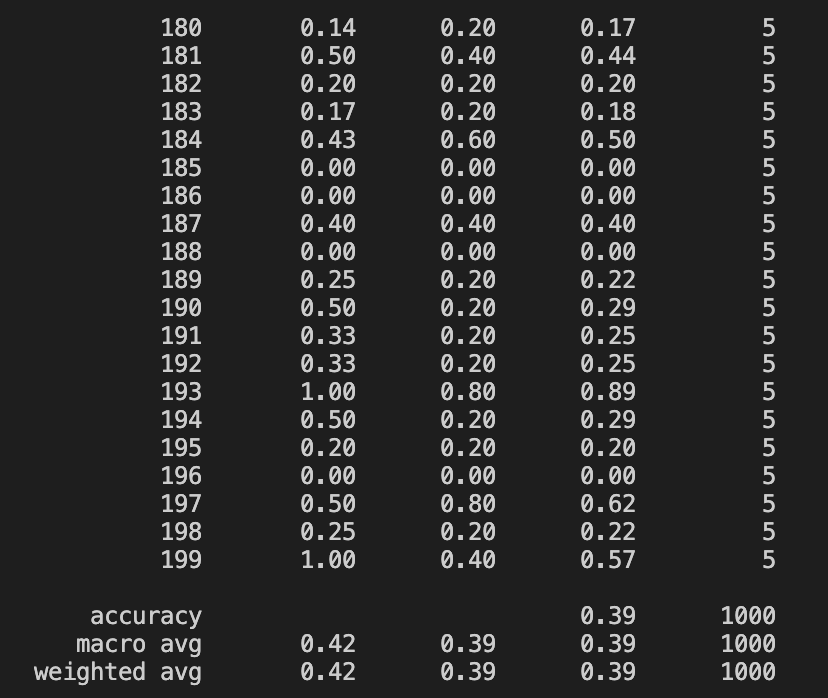 180 0.14 0.20 0.17 5
181 0.50 0.40 0.44 5
182 0.20 0.20 0.20 5
183 0.17 0.20 0.18 5
184 0.43 0.60 0.50 5
185 0.00 0.00 0.00 5
186 0.00 0.00 0.00 5
187 0.40 0.40 0.40 5
188 0.00 0.00 0.00 5
189 0.25 0.20 0.22 5
190 0.50 0.20 0.29 5
191 0.33 0.20 0.25 5
192 0.33 0.20 0.25 5
193 1.00 0.80 0.89 5
194 0.50 0.20 0.29 5
195 0.20 0.20 0.20 5
196 0.00 0.00 0.00 5
197 0.50 0.80 0.62 5
198 0.25 0.20 0.22 5
199 1.00 0.40 0.57 5
accuracy 0.39 1000
macro avg 0.42 0.39 0.39 1000
weighted avg 0.42 0.39 0.39 1000